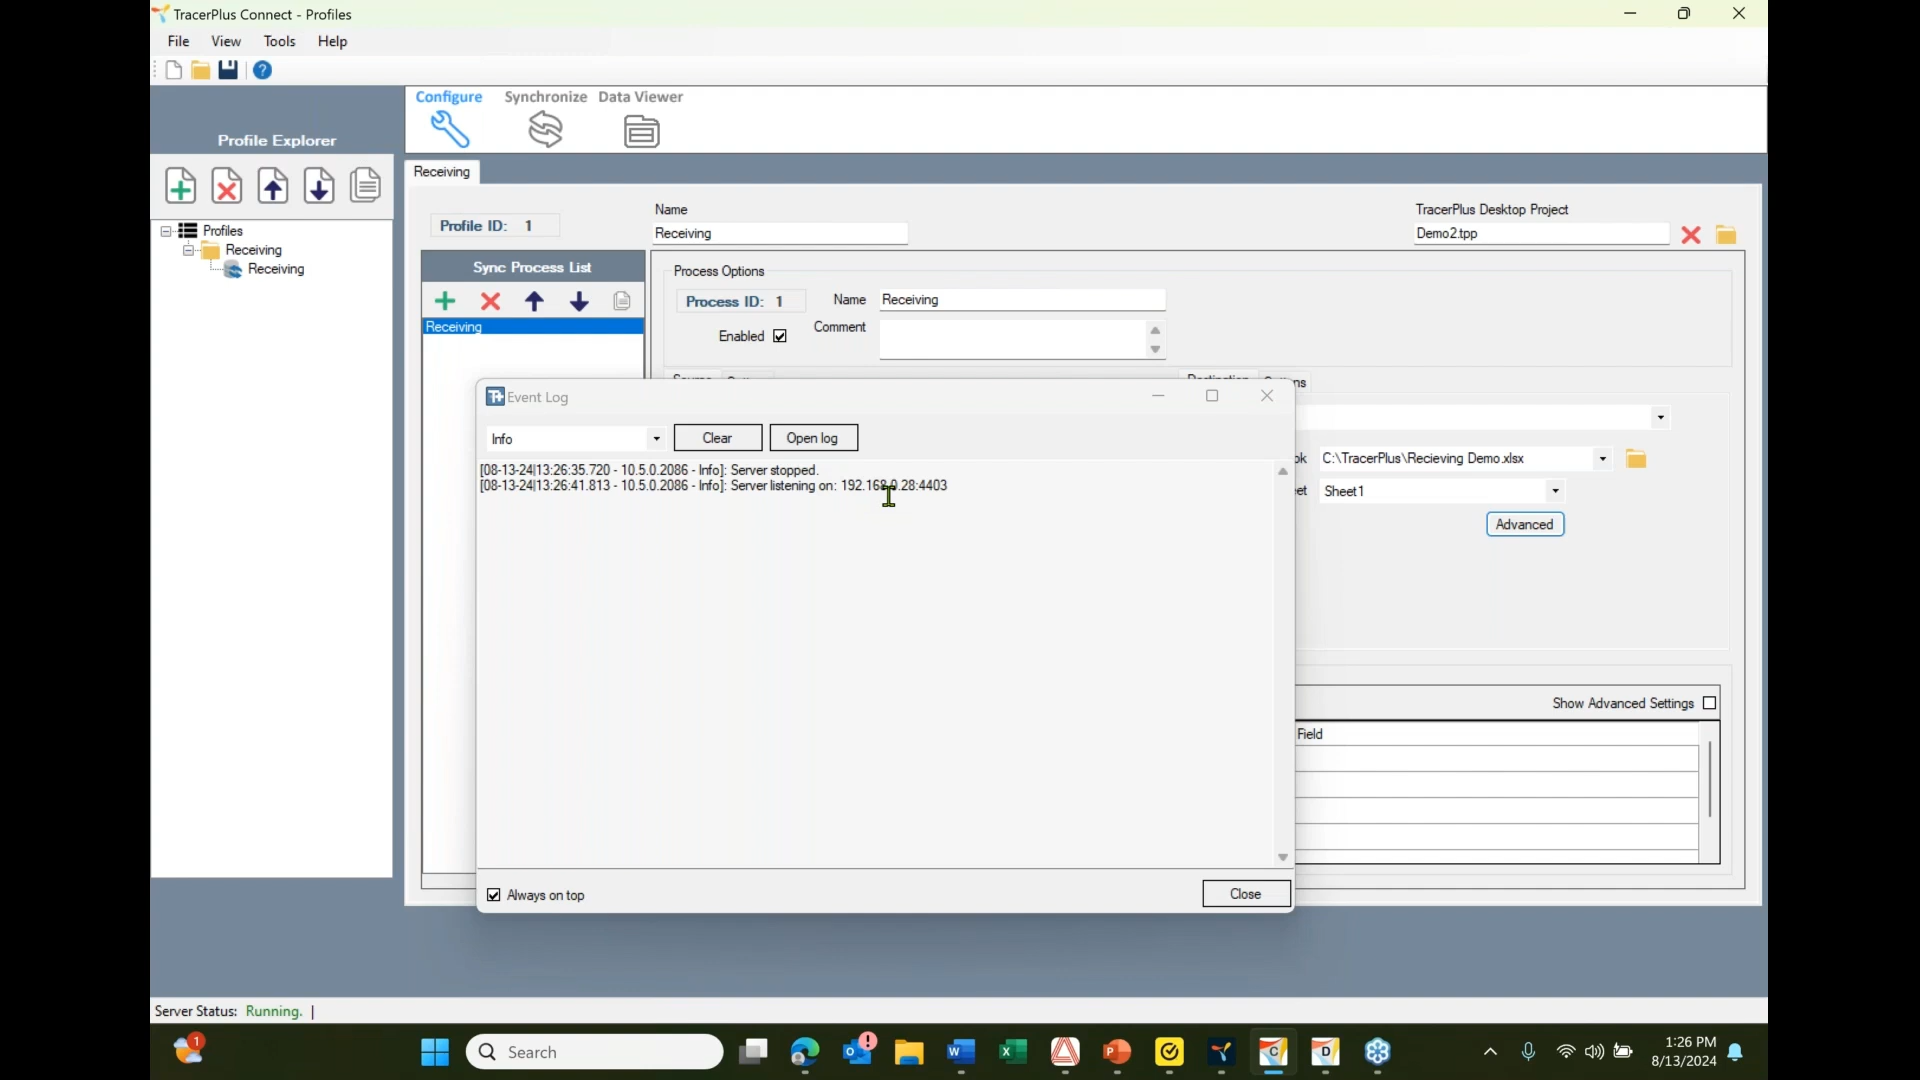 TracerPlus Connect - Profiles
File View Tools Help
Configure Synchronize Data Viewer
Profile Explorer
Receiving
Profiles
Receiving
Receiving
Profile ID: 1
Name
Receiving
TracerPlus Desktop Project
Demo2.tpp
Sync Process List
Receiving
Process Options
Process ID: 1
Name Receiving
Enabled
Comment
Event Log
Info Clear Open log
[08-13-24|13:26:35.720 - 10.5.0.2086 - Info]: Server stopped.
[08-13-24|13:26:41.813 - 10.5.0.2086 - Info]: Server listening on: 192.168.0.28:4403
C:\TracerPlus\Recieving Demo.xlsx
Sheet1
Advanced
Show Advanced Settings
Field
Always on top
Close
Server Status: Running. |
1
Search
1:26 PM
8/13/2024